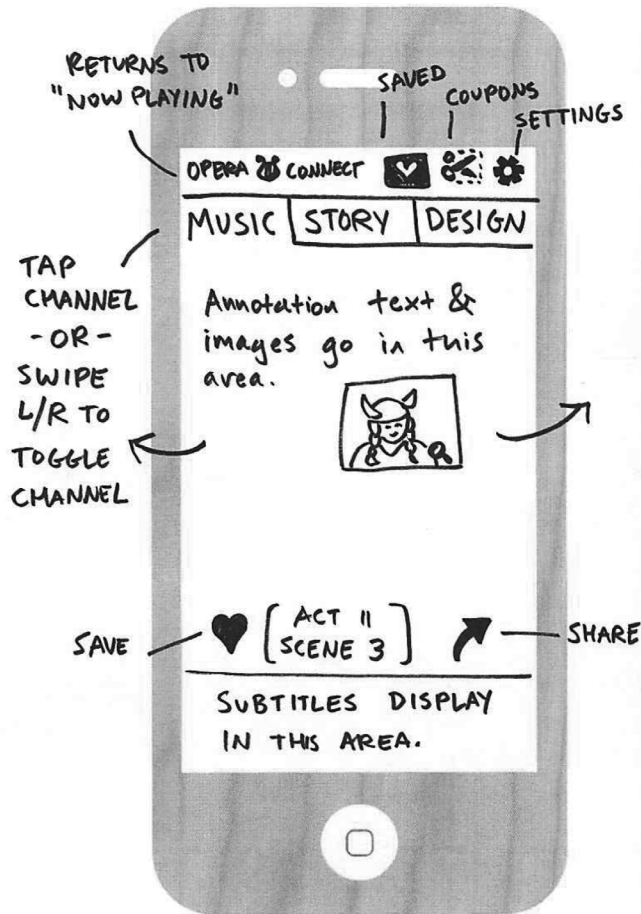 RETURNS TO
"NOW PLAYING"
SAVED
COUPONS
SETTINGS
OPERA CONNECT
MUSIC STORY DESIGN
TAP
CHANNEL
-OR-
SWIPE
L/R TO
TOGGLE
CHANNEL
Annotation text &
images go in this
area.
SAVE
ACT II
SCENE 3
SHARE
SUBTITLES DISPLAY
IN THIS AREA.